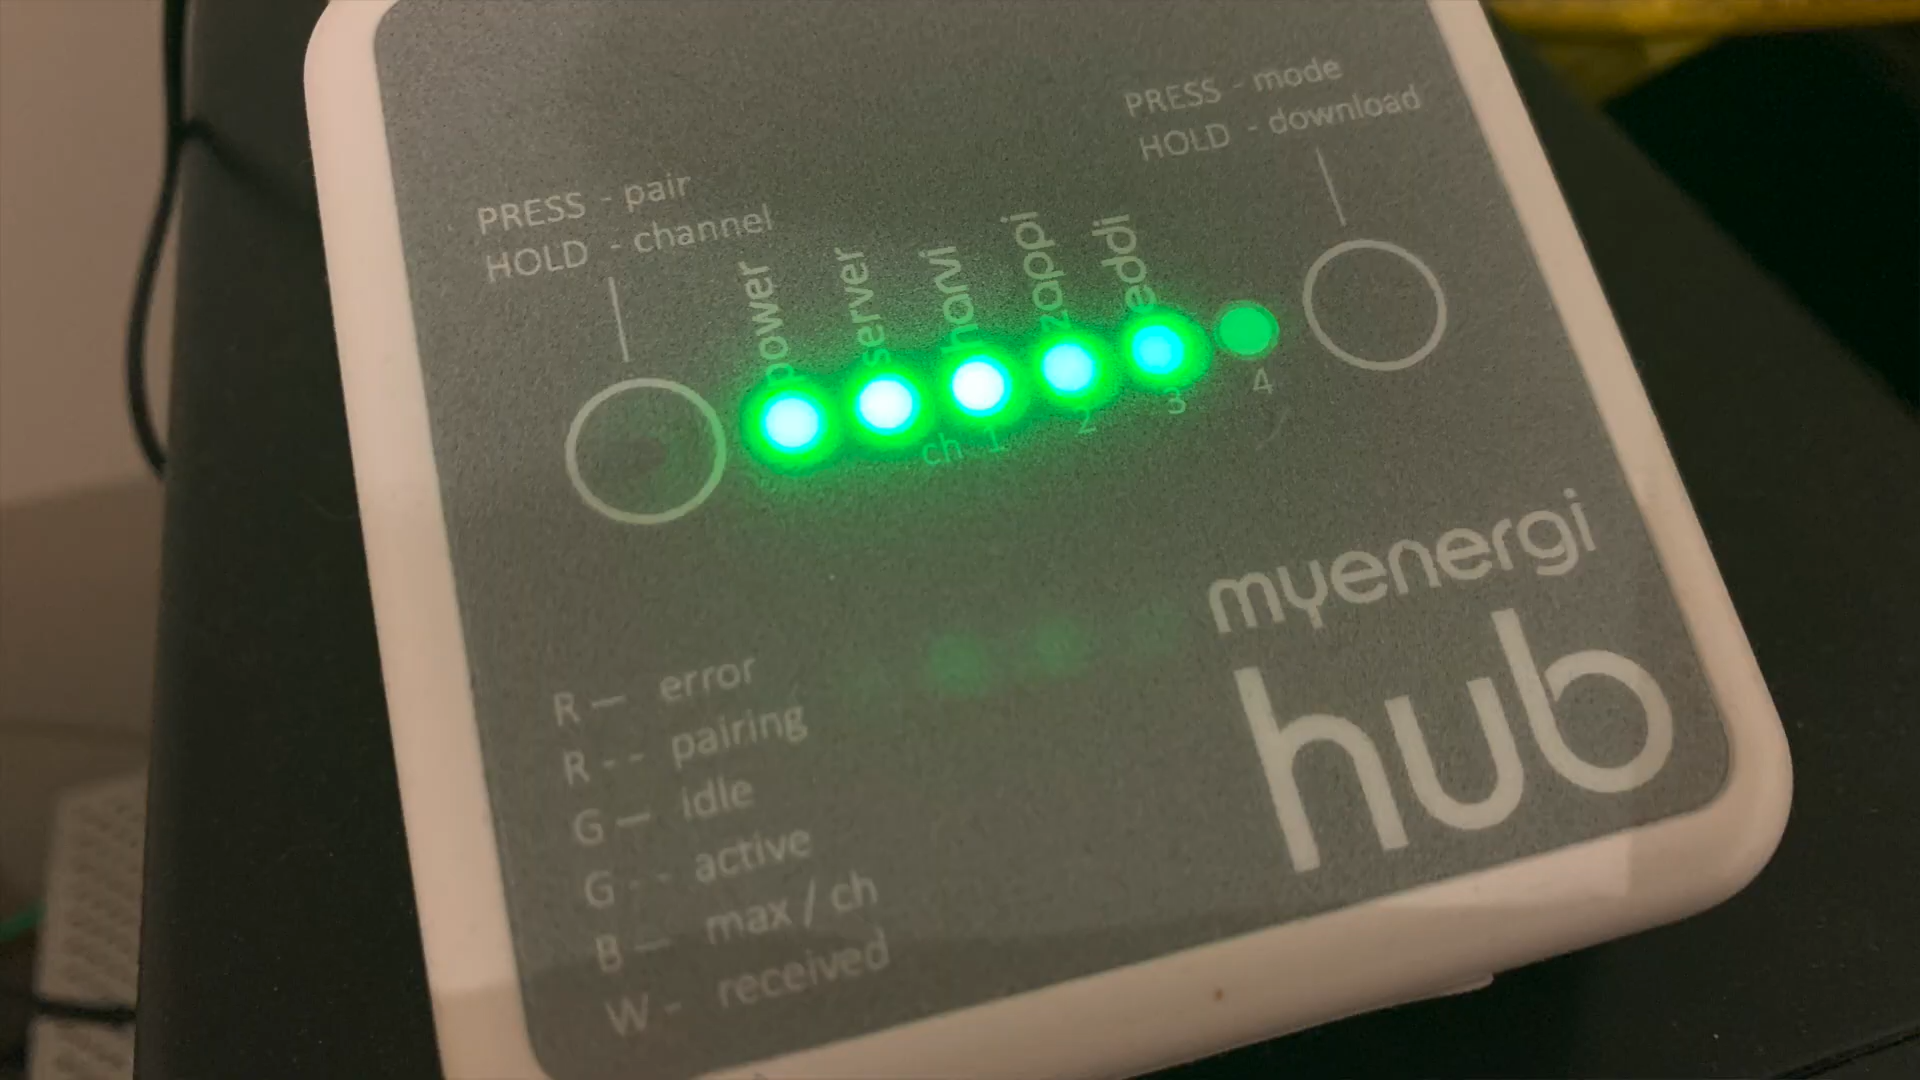 PRESS - mode
HOLD - download
PRESS - pair
HOLD - channel
power
server
harvi
zappi
eddi
ch 1 2 3 4
myenergi
hub
R — error
R - - pairing
G — idle
G - - active
B — max / ch
W - received